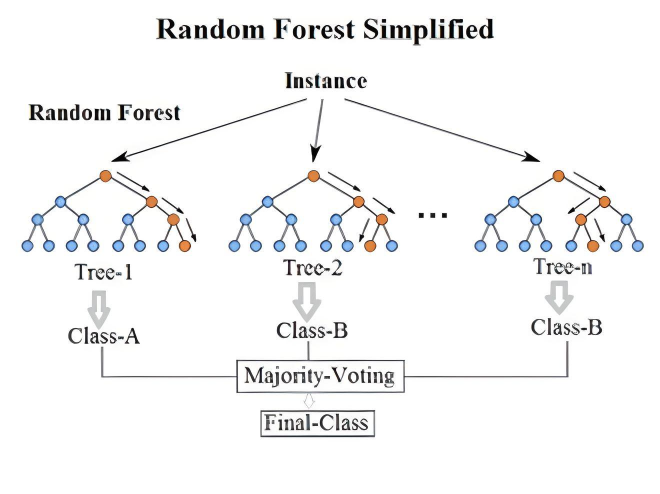 Random Forest Simplified
Instance
Random Forest
...
Tree-1
Tree-2
Tree-n
Class-A
Class-B
Class-B
Majority-Voting
Final-Class